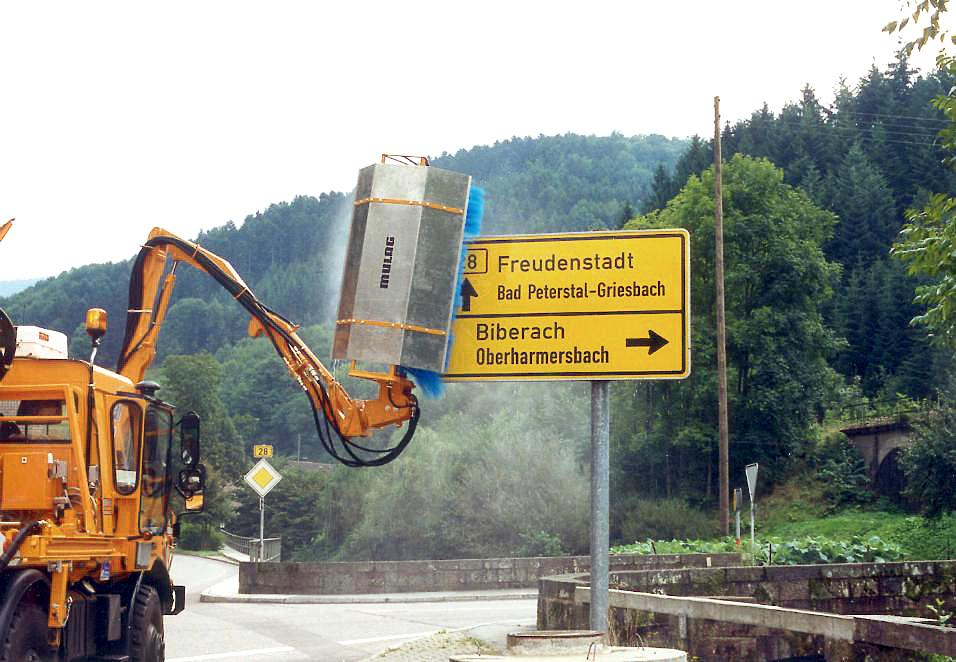 MULAG
28
Freudenstadt
Bad Peterstal-Griesbach
Biberach
Oberharmersbach
28